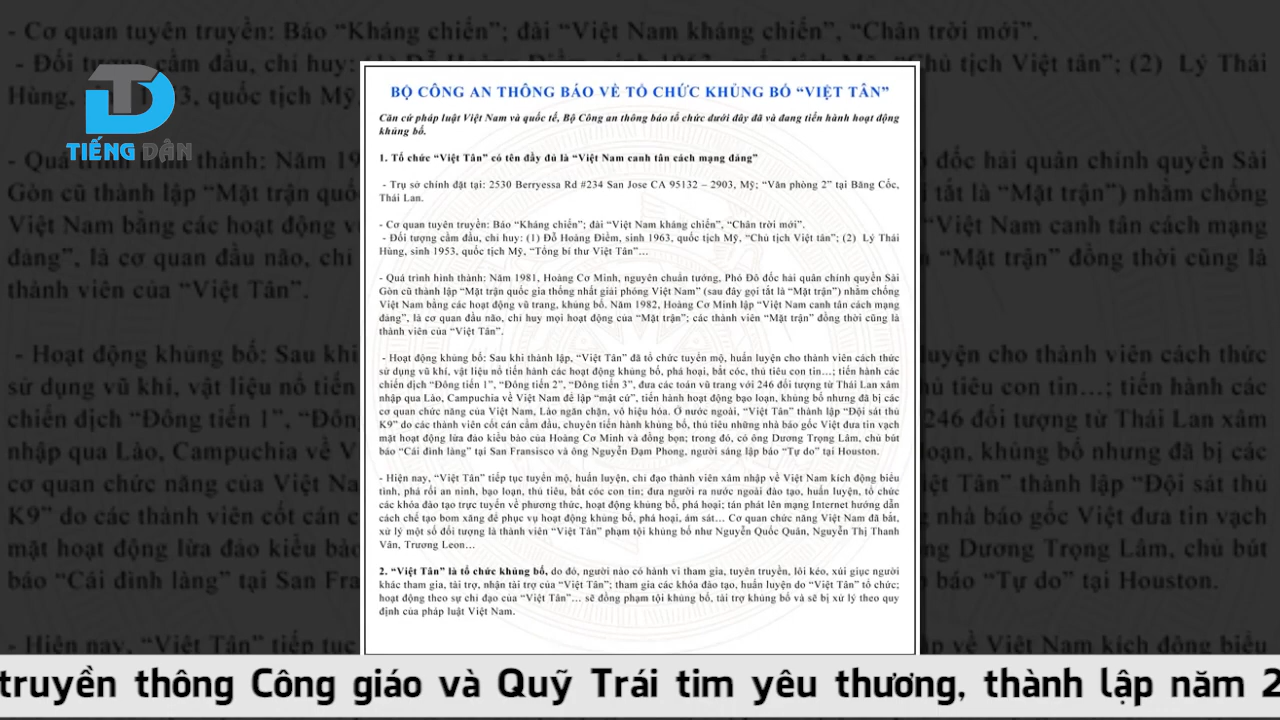 - Cơ quan tuyên truyền: Báo “Kháng chiến”; đài “Việt Nam kháng chiến”, “Chân trời mới”.
TIẾNG DÂN
BỘ CÔNG AN THÔNG BÁO VỀ TỔ CHỨC KHỦNG BỐ “VIỆT TÂN”
Căn cứ pháp luật Việt Nam và quốc tế, Bộ Công an thông báo tổ chức dưới đây đã và đang tiến hành hoạt động
khủng bố.
1. Tổ chức “Việt Tân” có tên đầy đủ là “Việt Nam canh tân cách mạng đảng”
- Trụ sở chính đặt tại: 2530 Berryessa Rd #234 San Jose CA 95132 – 2903, Mỹ; “Văn phòng 2” tại Băng Cốc,
Thái Lan.
- Cơ quan tuyên truyền: Báo “Kháng chiến”; đài “Việt Nam kháng chiến”, “Chân trời mới”.
- Đối tượng cầm đầu, chỉ huy: (1) Đỗ Hoàng Điềm, sinh 1963, quốc tịch Mỹ, “Chủ tịch Việt tân”; (2) Lý Thái
Hùng, sinh 1953, quốc tịch Mỹ, “Tổng bí thư Việt Tân”…
- Quá trình hình thành: Năm 1981, Hoàng Cơ Minh, nguyên chuẩn tướng, Phó Đô đốc hải quân chính quyền Sài
Gòn cũ thành lập “Mặt trận quốc gia thống nhất giải phóng Việt Nam” (sau đây gọi tắt là “Mặt trận”) nhằm chống
Việt Nam bằng các hoạt động vũ trang, khủng bố. Năm 1982, Hoàng Cơ Minh lập “Việt Nam canh tân cách mạng
đảng”, là cơ quan đầu não, chỉ huy mọi hoạt động của “Mặt trận”; các thành viên “Mặt trận” đồng thời cũng là
thành viên của “Việt Tân”.
- Hoạt động khủng bố: Sau khi thành lập, “Việt Tân” đã tổ chức tuyển mộ, huấn luyện cho thành viên cách thức
sử dụng vũ khí, vật liệu nổ tiến hành các hoạt động khủng bố, phá hoại, bắt cóc, thủ tiêu con tin…; tiến hành các
chiến dịch “Đông tiến 1”, “Đông tiến 2”, “Đông tiến 3”, đưa các toán vũ trang với 246 đối tượng từ Thái Lan xâm
nhập qua Lào, Campuchia về Việt Nam để lập “mật cứ”, tiến hành hoạt động bạo loạn, khủng bố nhưng đã bị các
cơ quan chức năng của Việt Nam, Lào ngăn chặn, vô hiệu hóa. Ở nước ngoài, “Việt Tân” thành lập “Đội sát thủ
K9” do các thành viên cốt cán cầm đầu, chuyên tiến hành khủng bố, thủ tiêu những nhà báo gốc Việt đưa tin vạch
mặt hoạt động lừa đảo kiều bào của Hoàng Cơ Minh và đồng bọn; trong đó, có ông Dương Trọng Lâm, chủ bút
báo “Cái đình làng” tại San Fransisco và ông Nguyễn Đạm Phong, người sáng lập báo “Tự do” tại Houston.
- Hiện nay, “Việt Tân” tiếp tục tuyển mộ, huấn luyện, chỉ đạo thành viên xâm nhập về Việt Nam kích động biểu
tình, phá rối an ninh, bạo loạn, thủ tiêu, bắt cóc con tin; đưa người ra nước ngoài đào tạo, huấn luyện, tổ chức
các khóa đào tạo trực tuyến về phương thức, hoạt động khủng bố, phá hoại; tán phát lên mạng Internet hướng dẫn
cách chế tạo bom xăng để phục vụ hoạt động khủng bố, phá hoại, ám sát… Cơ quan chức năng Việt Nam đã bắt,
xử lý một số đối tượng là thành viên “Việt Tân” phạm tội khủng bố như Nguyễn Quốc Quân, Nguyễn Thị Thanh
Vân, Trương Leon…
2. “Việt Tân” là tổ chức khủng bố, do đó, người nào có hành vi tham gia, tuyên truyền, lôi kéo, xúi giục người
khác tham gia, tài trợ, nhận tài trợ của “Việt Tân”; tham gia các khóa đào tạo, huấn luyện do “Việt Tân” tổ chức;
hoạt động theo sự chỉ đạo của “Việt Tân”… sẽ đồng phạm tội khủng bố, tài trợ khủng bố và sẽ bị xử lý theo quy
định của pháp luật Việt Nam.
truyền thông Công giáo và Quỹ Trái tim yêu thương, thành lập năm 2